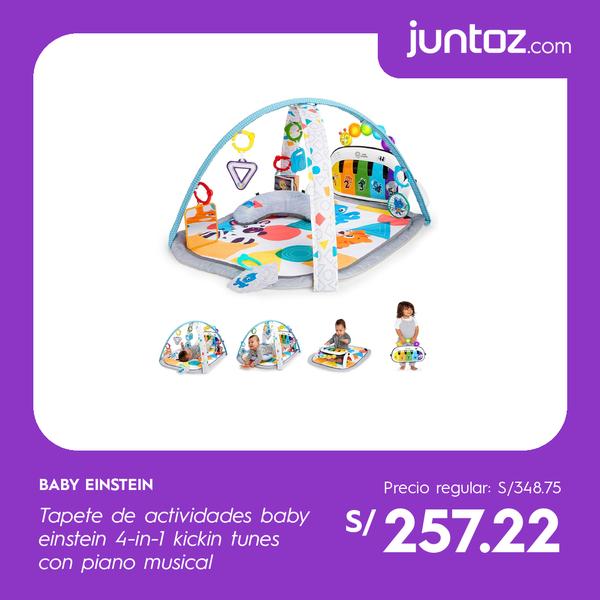 juntoz.com
BABY EINSTEIN
Tapete de actividades baby
einstein 4-in-1 kickin tunes
con piano musical
Precio regular: S/348.75
S/257.22